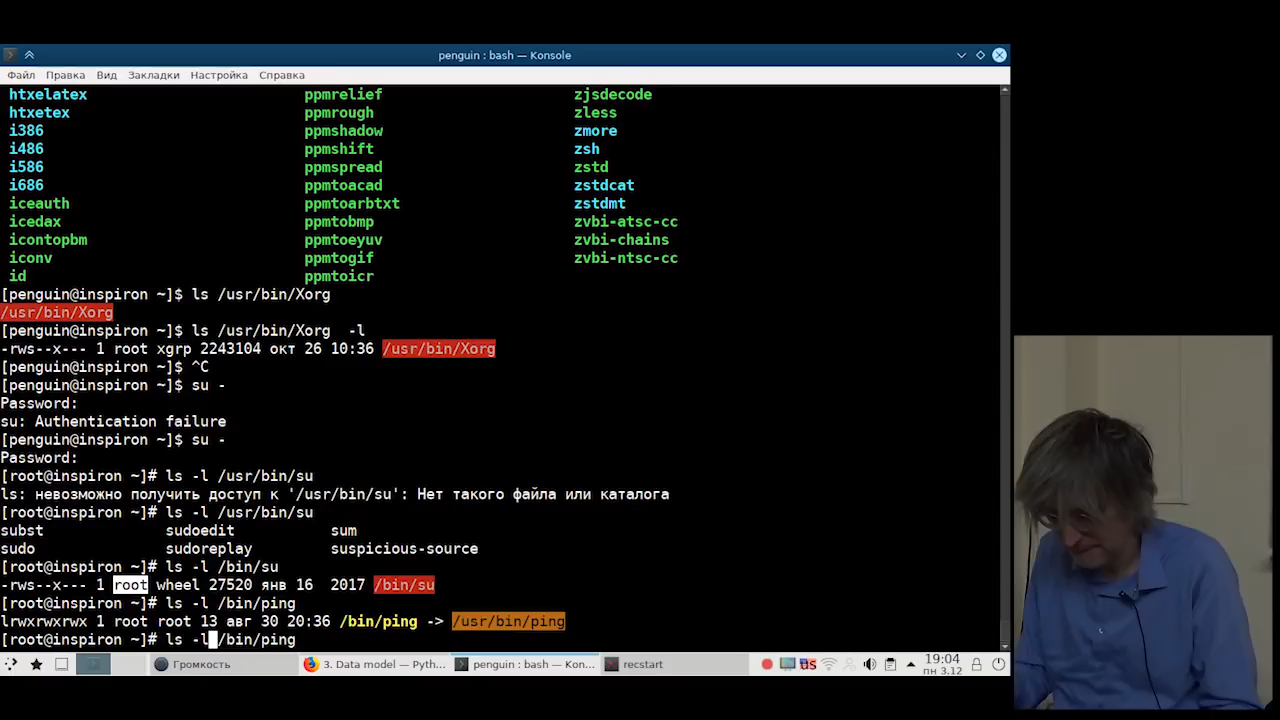 penguin : bash — Konsole
Файл Правка Вид Закладки Настройка Справка
htxelatex ppmrelief zjsdecode
htxetex ppmrough zless
i386 ppmshadow zmore
i486 ppmshift zsh
i586 ppmspread zstd
i686 ppmtoacad zstdcat
iceauth ppmtoarbtxt zstdmt
icedax ppmtobmp zvbi-atsc-cc
icontopbm ppmtoeyuv zvbi-chains
iconv ppmtogif zvbi-ntsc-cc
id ppmtoicr
[penguin@inspiron ~]$ ls /usr/bin/Xorg
/usr/bin/Xorg
[penguin@inspiron ~]$ ls /usr/bin/Xorg  -l
-rws--x--- 1 root xgrp 2243104 окт 26 10:36 /usr/bin/Xorg
[penguin@inspiron ~]$ ^C
[penguin@inspiron ~]$ su -
Password:
su: Authentication failure
[penguin@inspiron ~]$ su -
Password:
[root@inspiron ~]# ls -l /usr/bin/su
ls: невозможно получить доступ к '/usr/bin/su': Нет такого файла или каталога
[root@inspiron ~]# ls -l /usr/bin/su
subst sudoedit sum
sudo sudoreplay suspicious-source
[root@inspiron ~]# ls -l /bin/su
-rws--x--- 1 root wheel 27520 янв 16  2017 /bin/su
[root@inspiron ~]# ls -l /bin/ping
lrwxrwxrwx 1 root root 13 авг 30 20:36 /bin/ping -> /usr/bin/ping
[root@inspiron ~]# ls -l /bin/ping
Громкость 3. Data model — Pyth... penguin : bash — Kon... recstart US 19:04
пн 3.12